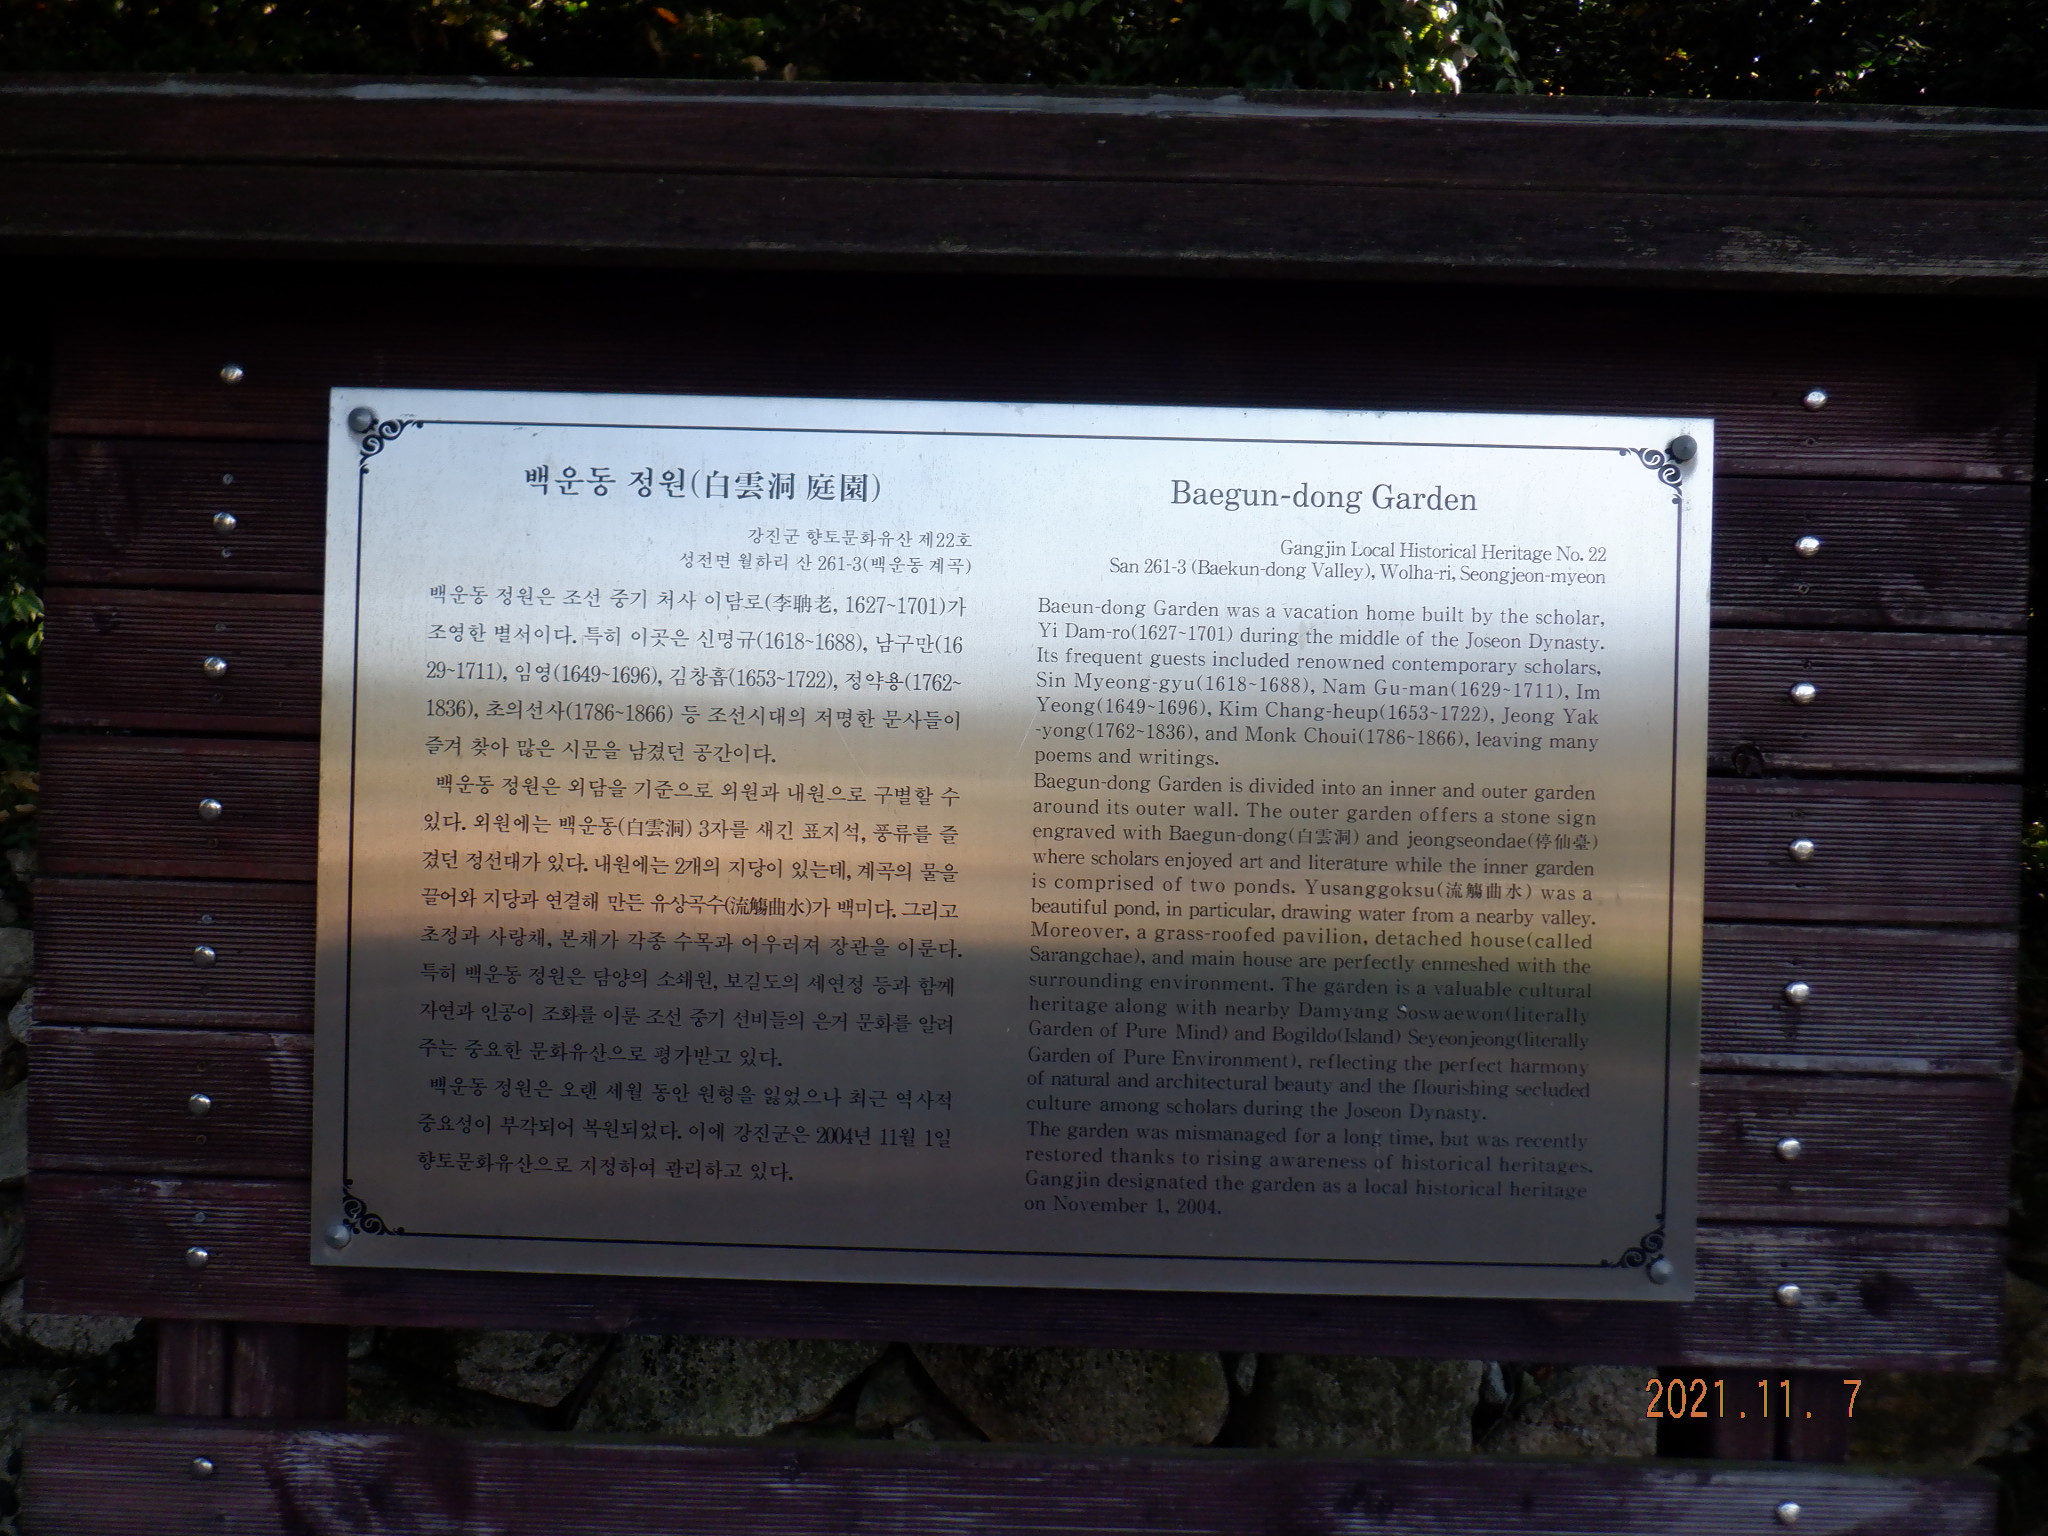 백운동 정원(白雲洞 庭園)
강진군 향토문화유산 제22호
성전면 월하리 산 261-3(백운동 계곡)
백운동 정원은 조선 중기 처사 이담로(李聃老, 1627~1701)가
조영한 별서이다. 특히 이곳은 신명규(1618~1688), 남구만(16
29~1711), 임영(1649~1696), 김창흡(1653~1722), 정약용(1762~
1836), 초의선사(1786~1866) 등 조선시대의 저명한 문사들이
즐겨 찾아 많은 시문을 남겼던 공간이다.
백운동 정원은 외담을 기준으로 외원과 내원으로 구별할 수
있다. 외원에는 백운동(白雲洞) 3자를 새긴 표지석, 풍류를 즐
겼던 정선대가 있다. 내원에는 2개의 지당이 있는데, 계곡의 물을
끌어와 지당과 연결해 만든 유상곡수(流觴曲水)가 백미다. 그리고
초정과 사랑채, 본채가 각종 수목과 어우러져 장관을 이룬다.
특히 백운동 정원은 담양의 소쇄원, 보길도의 세연정 등과 함께
자연과 인공이 조화를 이룬 조선 중기 선비들의 은거 문화를 알려
주는 중요한 문화유산으로 평가받고 있다.
백운동 정원은 오랜 세월 동안 원형을 잃었으나 최근 역사적
중요성이 부각되어 복원되었다. 이에 강진군은 2004년 11월 1일
향토문화유산으로 지정하여 관리하고 있다.
Baegun-dong Garden
Gangjin Local Historical Heritage No. 22
San 261-3 (Baekun-dong Valley), Wolha-ri, Seongjeon-myeon
Baeun-dong Garden was a vacation home built by the scholar,
Yi Dam-ro(1627~1701) during the middle of the Joseon Dynasty.
Its frequent guests included renowned contemporary scholars,
Sin Myeong-gyu(1618~1688), Nam Gu-man(1629~1711), Im
Yeong(1649~1696), Kim Chang-heup(1653~1722), Jeong Yak
-yong(1762~1836), and Monk Choui(1786~1866), leaving many
poems and writings.
Baegun-dong Garden is divided into an inner and outer garden
around its outer wall. The outer garden offers a stone sign
engraved with Baegun-dong(白雲洞) and jeongseondae(停仙臺)
where scholars enjoyed art and literature while the inner garden
is comprised of two ponds. Yusanggoksu(流觴曲水) was a
beautiful pond, in particular, drawing water from a nearby valley.
Moreover, a grass-roofed pavilion, detached house(called
Sarangchae), and main house are perfectly enmeshed with the
surrounding environment. The garden is a valuable cultural
heritage along with nearby Damyang Soswaewon(literally
Garden of Pure Mind) and Bogildo(Island) Seyeonjeong(literally
Garden of Pure Environment), reflecting the perfect harmony
of natural and architectural beauty and the flourishing secluded
culture among scholars during the Joseon Dynasty.
The garden was mismanaged for a long time, but was recently
restored thanks to rising awareness of historical heritages.
Gangjin designated the garden as a local historical heritage
on November 1, 2004.
2021.11. 7